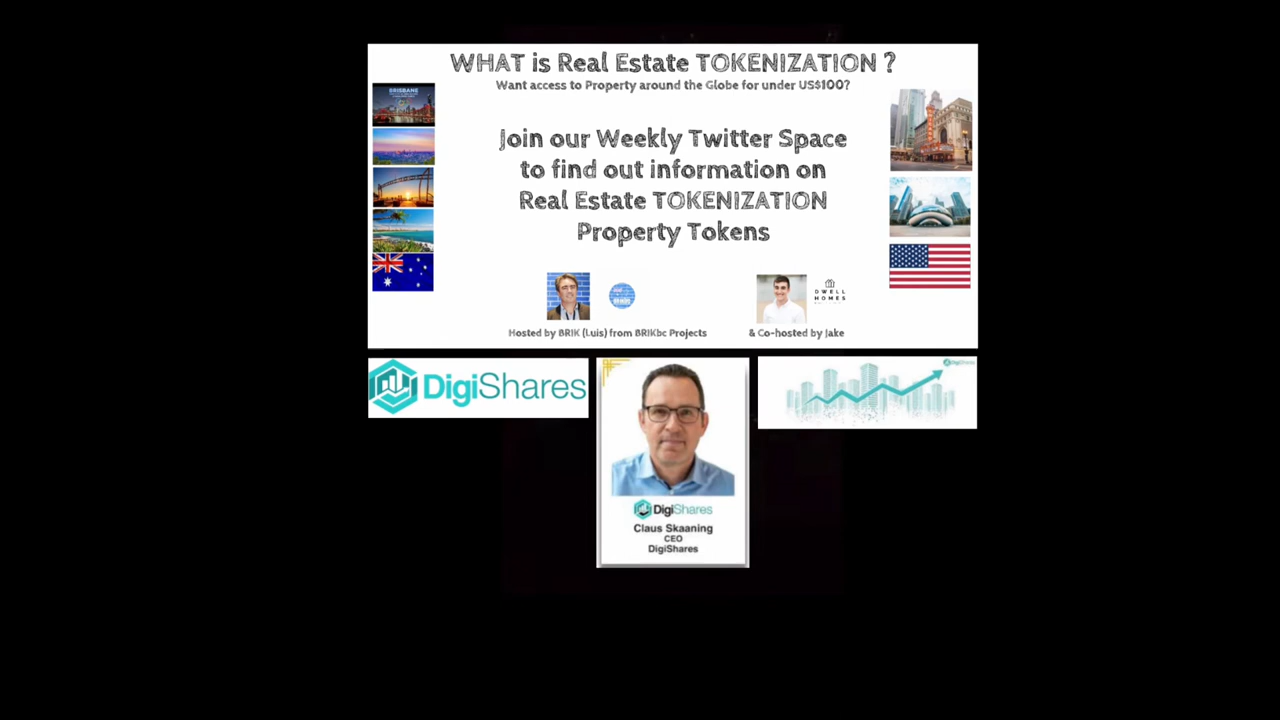 WHAT is Real Estate TOKENIZATION ?
Want access to Property around the Globe for under US$100?
BRISBANE
Join our Weekly Twitter Space
to find out information on
Real Estate TOKENIZATION
Property Tokens
DWELL
HOMES
Hosted by BRIK (Luis) from BRIKbc Projects
& Co-hosted by Jake
DigiShares
DigiShares
DigiShares
Claus Skaaning
CEO
DigiShares